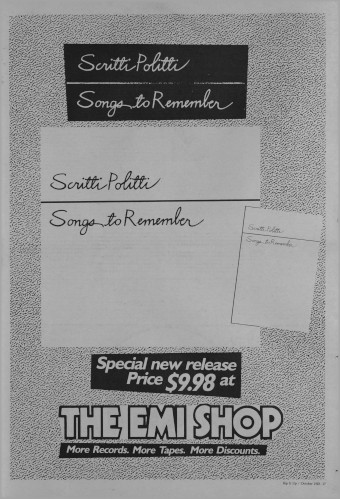 Scritti Politti
Songs to Remember
Scritti Politti
Songs to Remember
Scritti Politti
Songs to Remember
Special new release
Price $9.98 at
THE EMI SHOP
More Records. More Tapes. More Discounts.